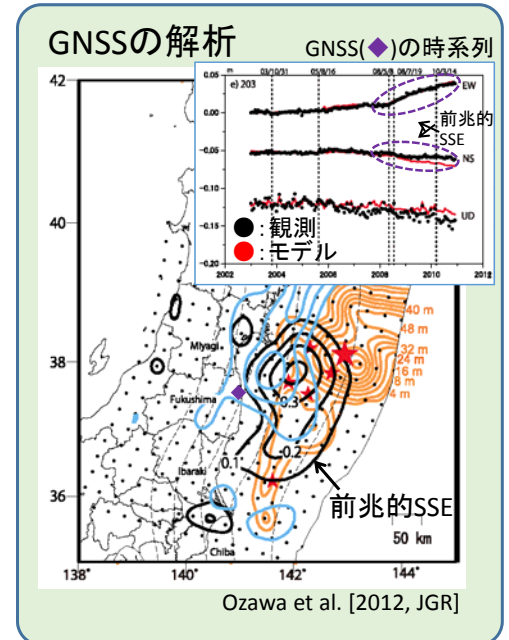 GNSSの解析
GNSS(◆)の時系列
m 03/10/31 05/8/16 08/5/8 08/7/19 10/3/14
0.05
e) 203
EW
0.00
前兆的
SSE
-0.05
NS
-0.10
UD
-0.15
●:観測
●:モデル
-0.20
2002 2004 2006 2008 2010 2012
42
40
38
36
40 m
48 m
32 m
24 m
16 m
8 m
4 m
Miyagi
Fukushima
0.3
0.2
0.1
Ibaraki
前兆的SSE
50 km
Chiba
138° 140° 142° 144°
Ozawa et al. [2012, JGR]